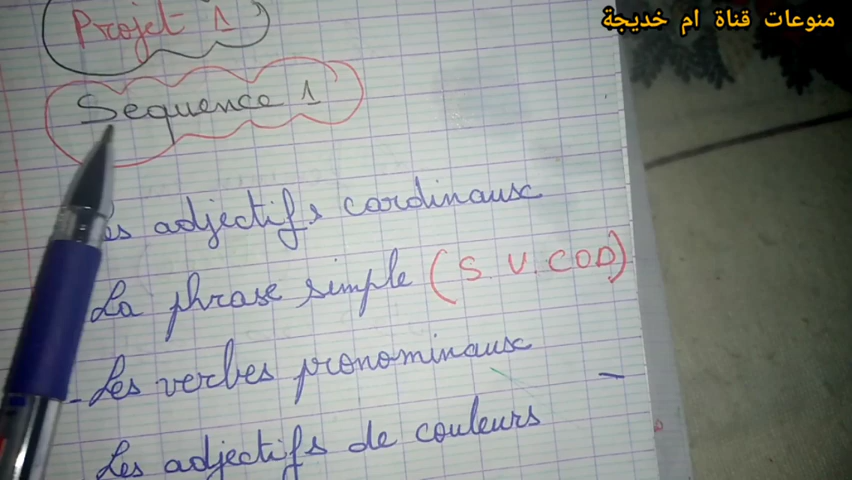 منوعات قناة ام خديجة
Projet 1
Sequence 1
Les adjectifs cardinaux
La phrase simple (S. V. COD)
- Les verbes pronominaux
Les adjectifs de couleurs